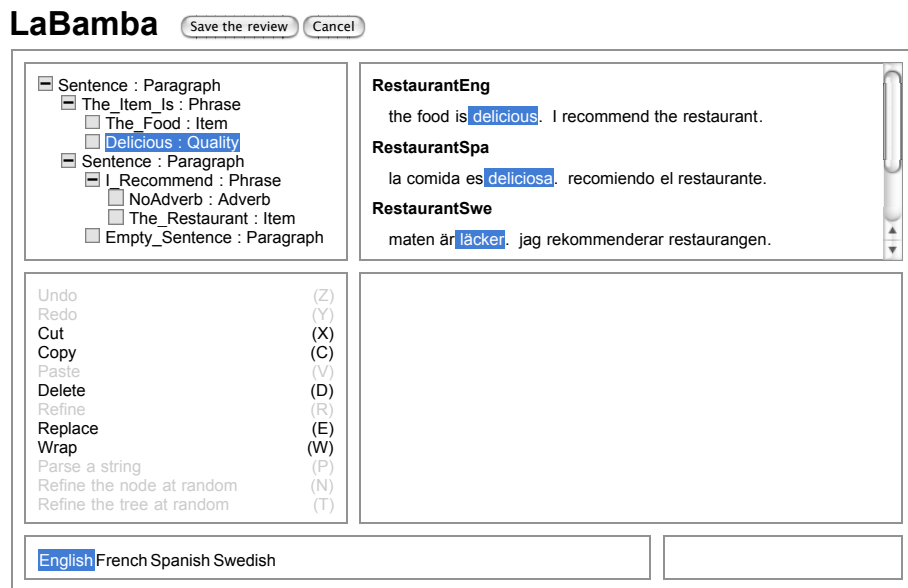 LaBamba Save the review Cancel
Sentence : Paragraph
The_Item_Is : Phrase
The_Food : Item
Delicious : Quality
Sentence : Paragraph
I_Recommend : Phrase
NoAdverb : Adverb
The_Restaurant : Item
Empty_Sentence : Paragraph
RestaurantEng
the food is delicious. I recommend the restaurant.
RestaurantSpa
la comida es deliciosa. recomiendo el restaurante.
RestaurantSwe
maten är läcker. jag rekommenderar restaurangen.
Undo (Z)
Redo (Y)
Cut (X)
Copy (C)
Paste (V)
Delete (D)
Refine (R)
Replace (E)
Wrap (W)
Parse a string (P)
Refine the node at random (N)
Refine the tree at random (T)
English French Spanish Swedish